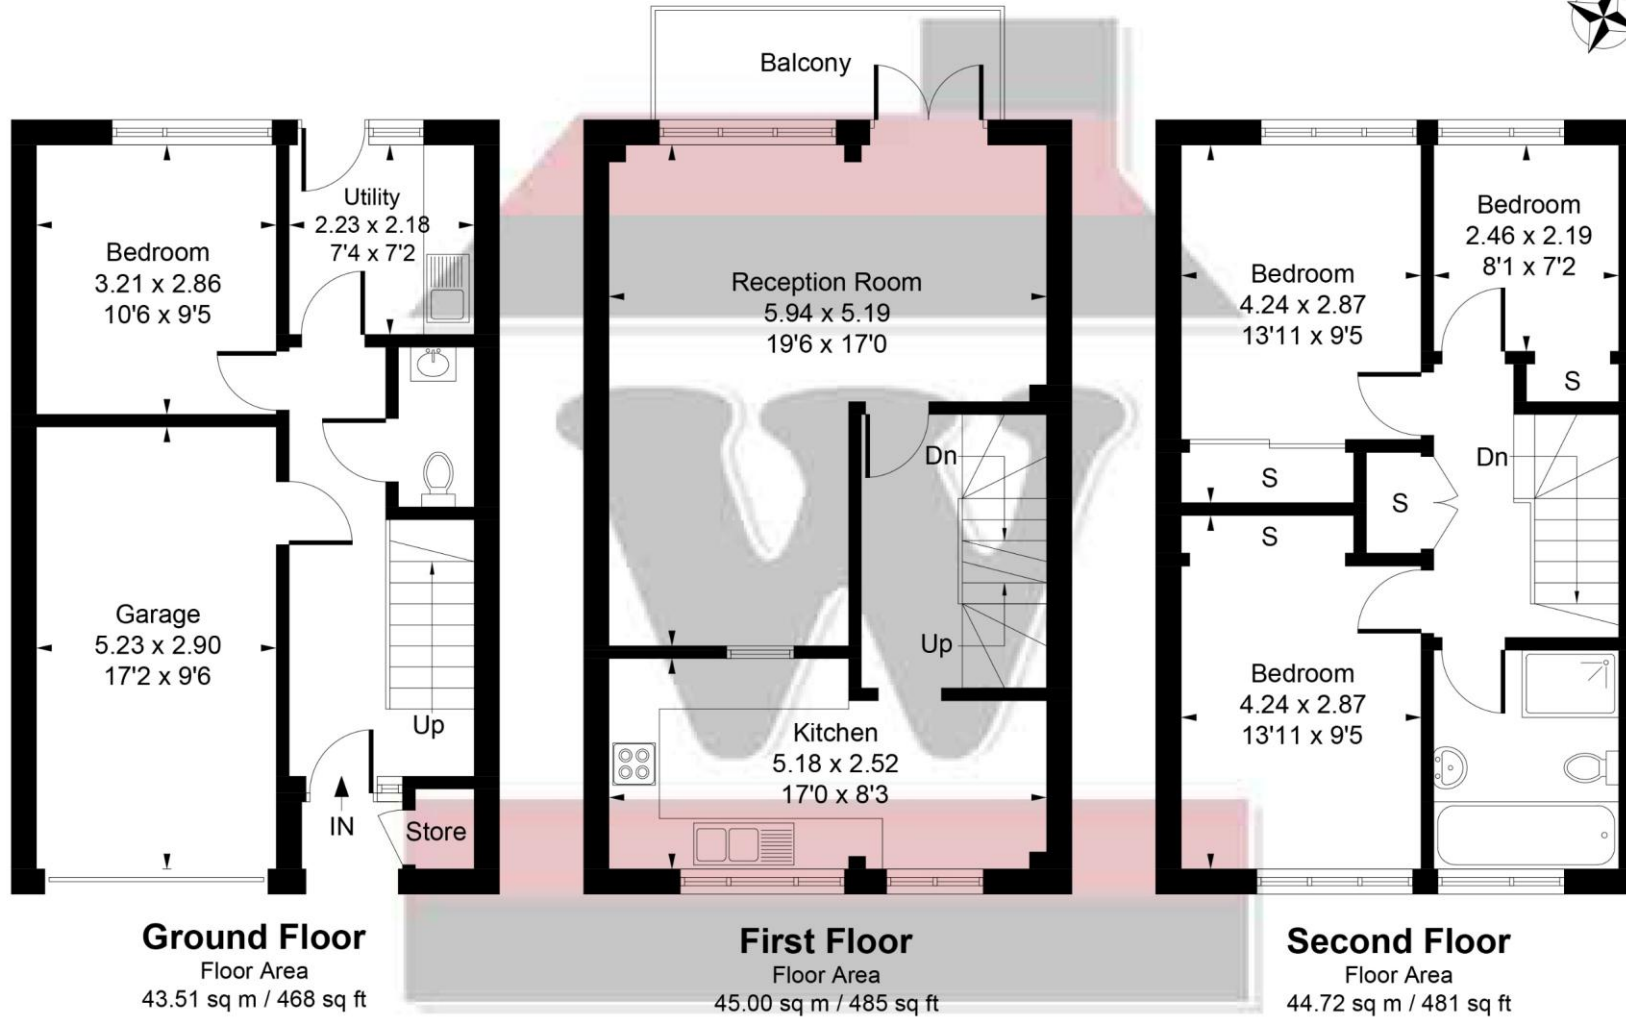 Balcony
Utility
2.23 x 2.18
7'4 x 7'2
Bedroom
3.21 x 2.86
10'6 x 9'5
Garage
5.23 x 2.90
17'2 x 9'6
Up
IN
Store
Ground Floor
Floor Area
43.51 sq m / 468 sq ft
Reception Room
5.94 x 5.19
19'6 x 17'0
Dn
Up
Kitchen
5.18 x 2.52
17'0 x 8'3
First Floor
Floor Area
45.00 sq m / 485 sq ft
Bedroom
2.46 x 2.19
8'1 x 7'2
Bedroom
4.24 x 2.87
13'11 x 9'5
S
S
S
S
Dn
Bedroom
4.24 x 2.87
13'11 x 9'5
Second Floor
Floor Area
44.72 sq m / 481 sq ft
W